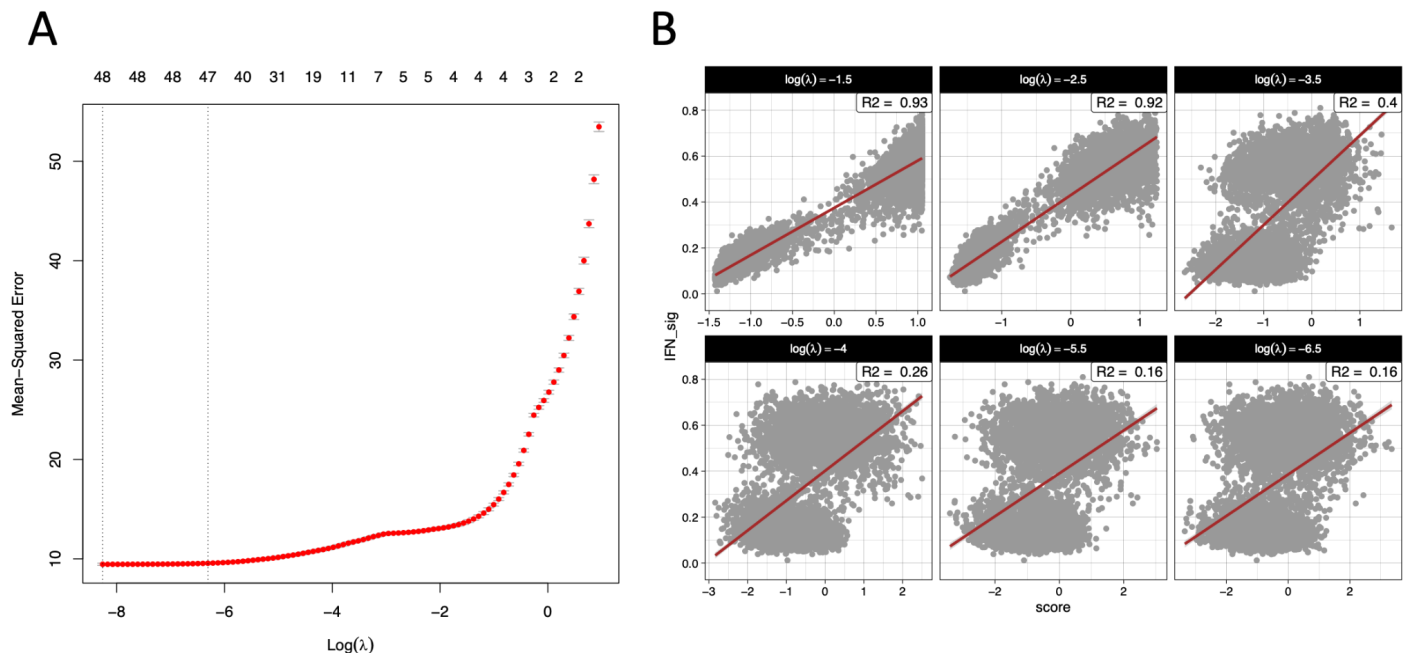 A
48 48 48 47 40 31 19 11 7 5 5 4 4 4 3 2 2
50
40
30
20
10
Mean−Squared Error
−8 −6 −4 −2 0
Log(λ)
B
log(λ) = −1.5 log(λ) = −2.5 log(λ) = −3.5
R2 = 0.93 R2 = 0.92 R2 = 0.4
0.8
0.6
0.4
0.2
0.0
−1.5 −1.0 −0.5 0.0 0.5 1.0 −1 0 1 −2 −1 0 1
IFN_sig
log(λ) = −4 log(λ) = −5.5 log(λ) = −6.5
R2 = 0.26 R2 = 0.16 R2 = 0.16
0.8
0.6
0.4
0.2
0.0
−3 −2 −1 0 1 2 −2 0 2 −2 0 2
score